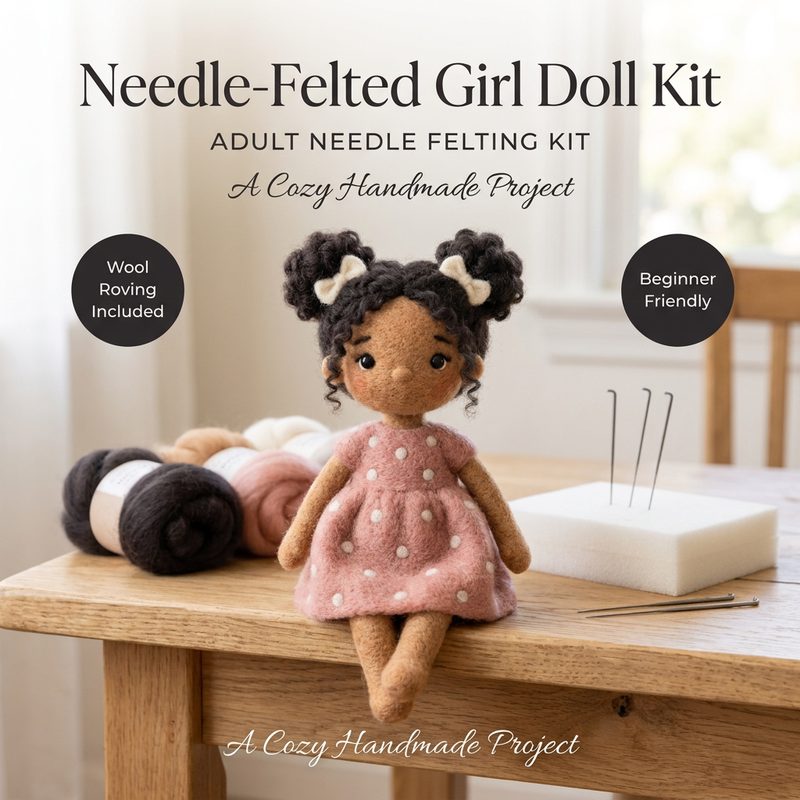 Needle-Felted Girl Doll Kit
ADULT NEEDLE FELTING KIT
A Cozy Handmade Project
Wool
Roving
Included
Beginner
Friendly
A Cozy Handmade Project